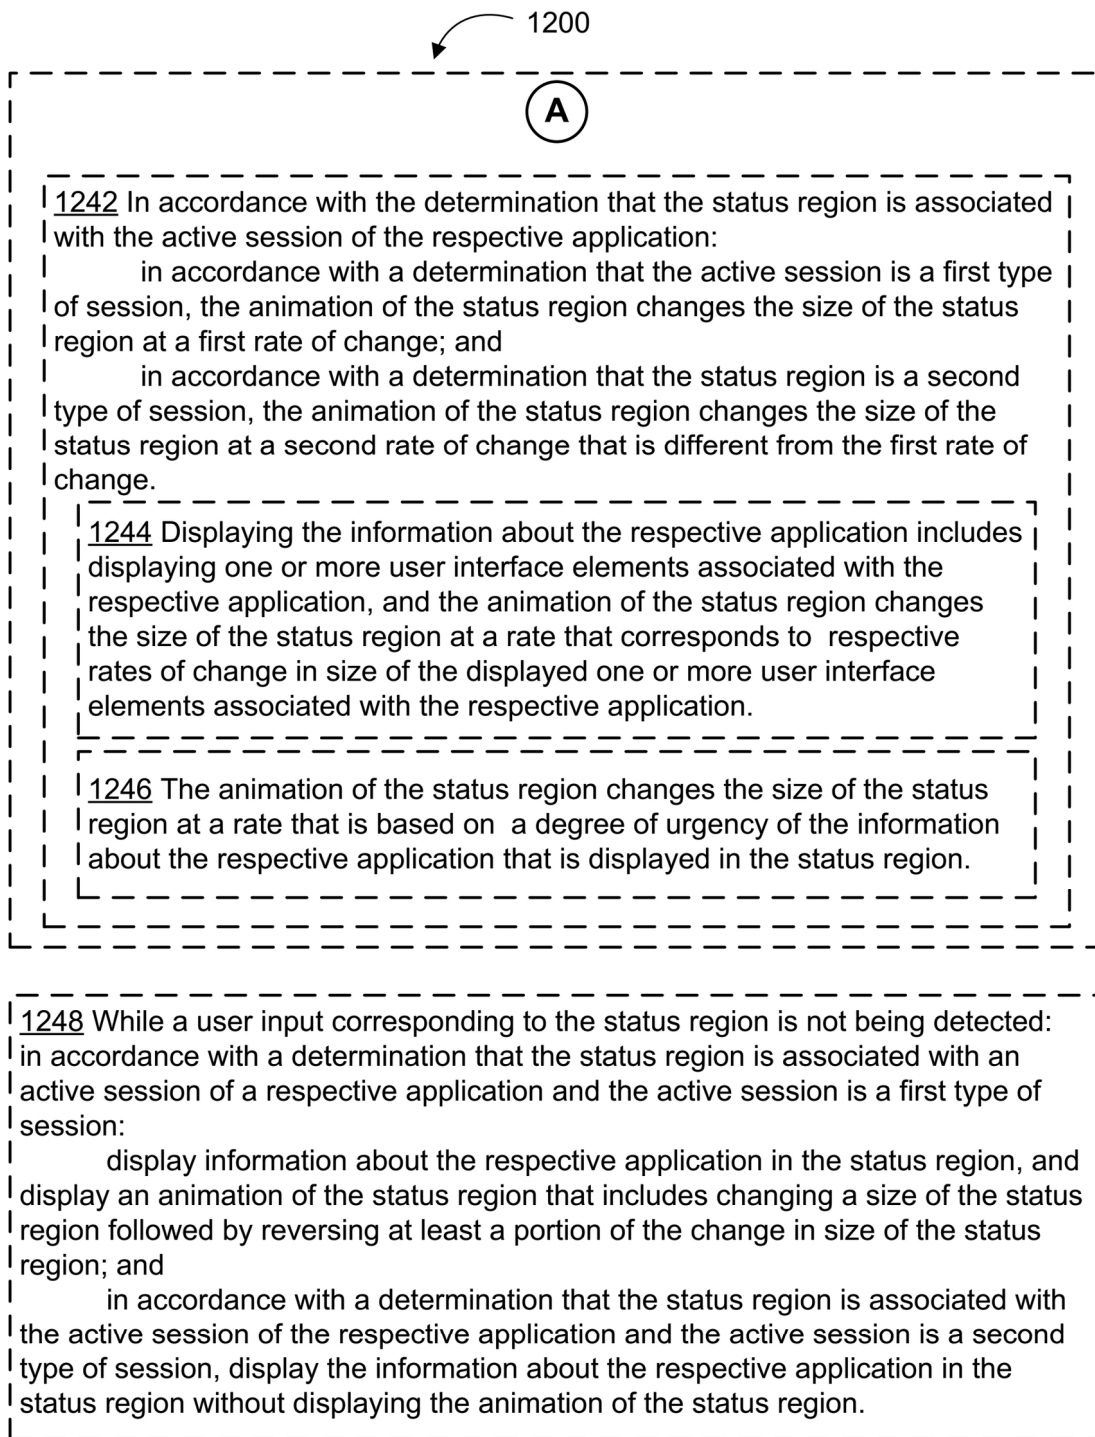 1200
A
1242 In accordance with the determination that the status region is associated
with the active session of the respective application:
in accordance with a determination that the active session is a first type
of session, the animation of the status region changes the size of the status
region at a first rate of change; and
in accordance with a determination that the status region is a second
type of session, the animation of the status region changes the size of the
status region at a second rate of change that is different from the first rate of
change.
1244 Displaying the information about the respective application includes
displaying one or more user interface elements associated with the
respective application, and the animation of the status region changes
the size of the status region at a rate that corresponds to respective
rates of change in size of the displayed one or more user interface
elements associated with the respective application.
1246 The animation of the status region changes the size of the status
region at a rate that is based on a degree of urgency of the information
about the respective application that is displayed in the status region.
1248 While a user input corresponding to the status region is not being detected:
in accordance with a determination that the status region is associated with an
active session of a respective application and the active session is a first type of
session:
display information about the respective application in the status region, and
display an animation of the status region that includes changing a size of the status
region followed by reversing at least a portion of the change in size of the status
region; and
in accordance with a determination that the status region is associated with
the active session of the respective application and the active session is a second
type of session, display the information about the respective application in the
status region without displaying the animation of the status region.